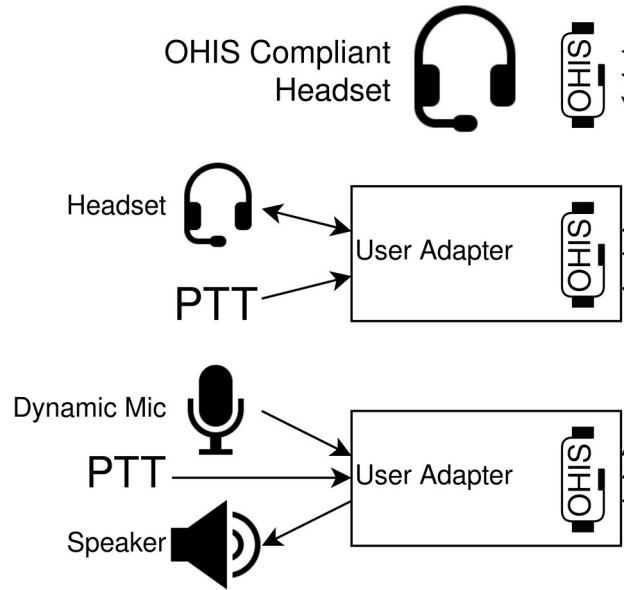 OHIS Compliant
Headset
OHIS
Headset
User Adapter
OHIS
PTT
Dynamic Mic
PTT
User Adapter
OHIS
Speaker